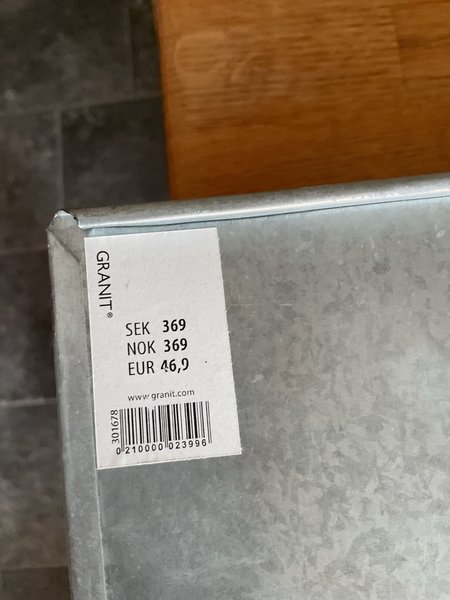 GRANIT®
SEK 369
NOK 369
EUR 46,9
www.granit.com
301678
0 210000 023996